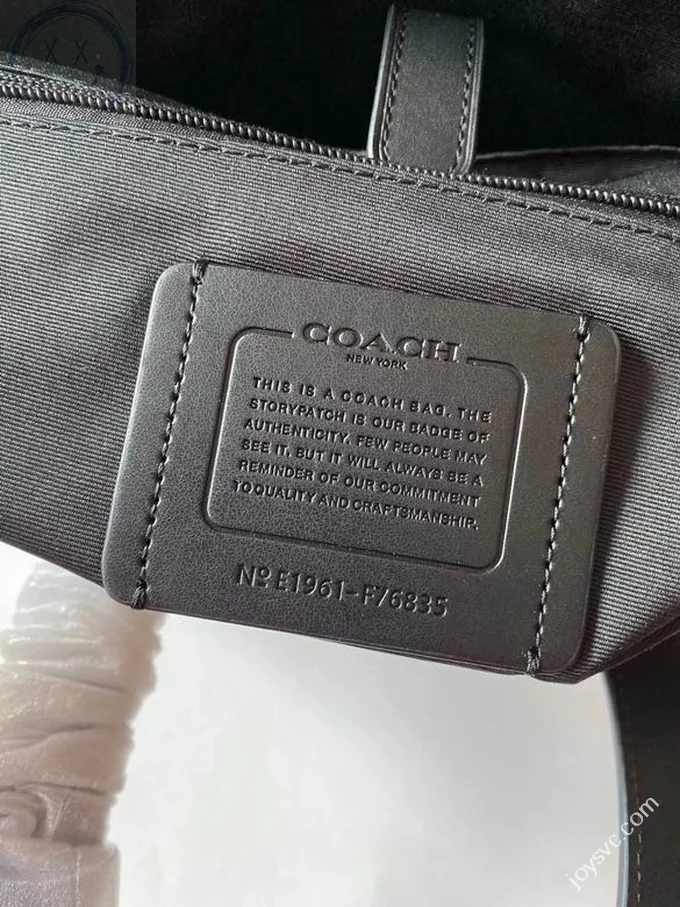 COACH
NEW YORK
THIS IS A COACH BAG. THE
STORYPATCH IS OUR BADGE OF
AUTHENTICITY. FEW PEOPLE MAY
SEE IT, BUT IT WILL ALWAYS BE A
REMINDER OF OUR COMMITMENT
TO QUALITY AND CRAFTSMANSHIP.
Nº E1961-F76835
joysvc.com